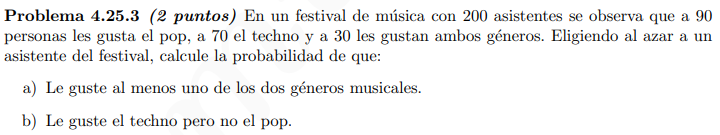 Problema 4.25.3 (2 puntos) En un festival de música con 200 asistentes se observa que a 90
personas les gusta el pop, a 70 el techno y a 30 les gustan ambos géneros. Eligiendo al azar a un
asistente del festival, calcule la probabilidad de que:
a) Le guste al menos uno de los dos géneros musicales.
b) Le guste el techno pero no el pop.